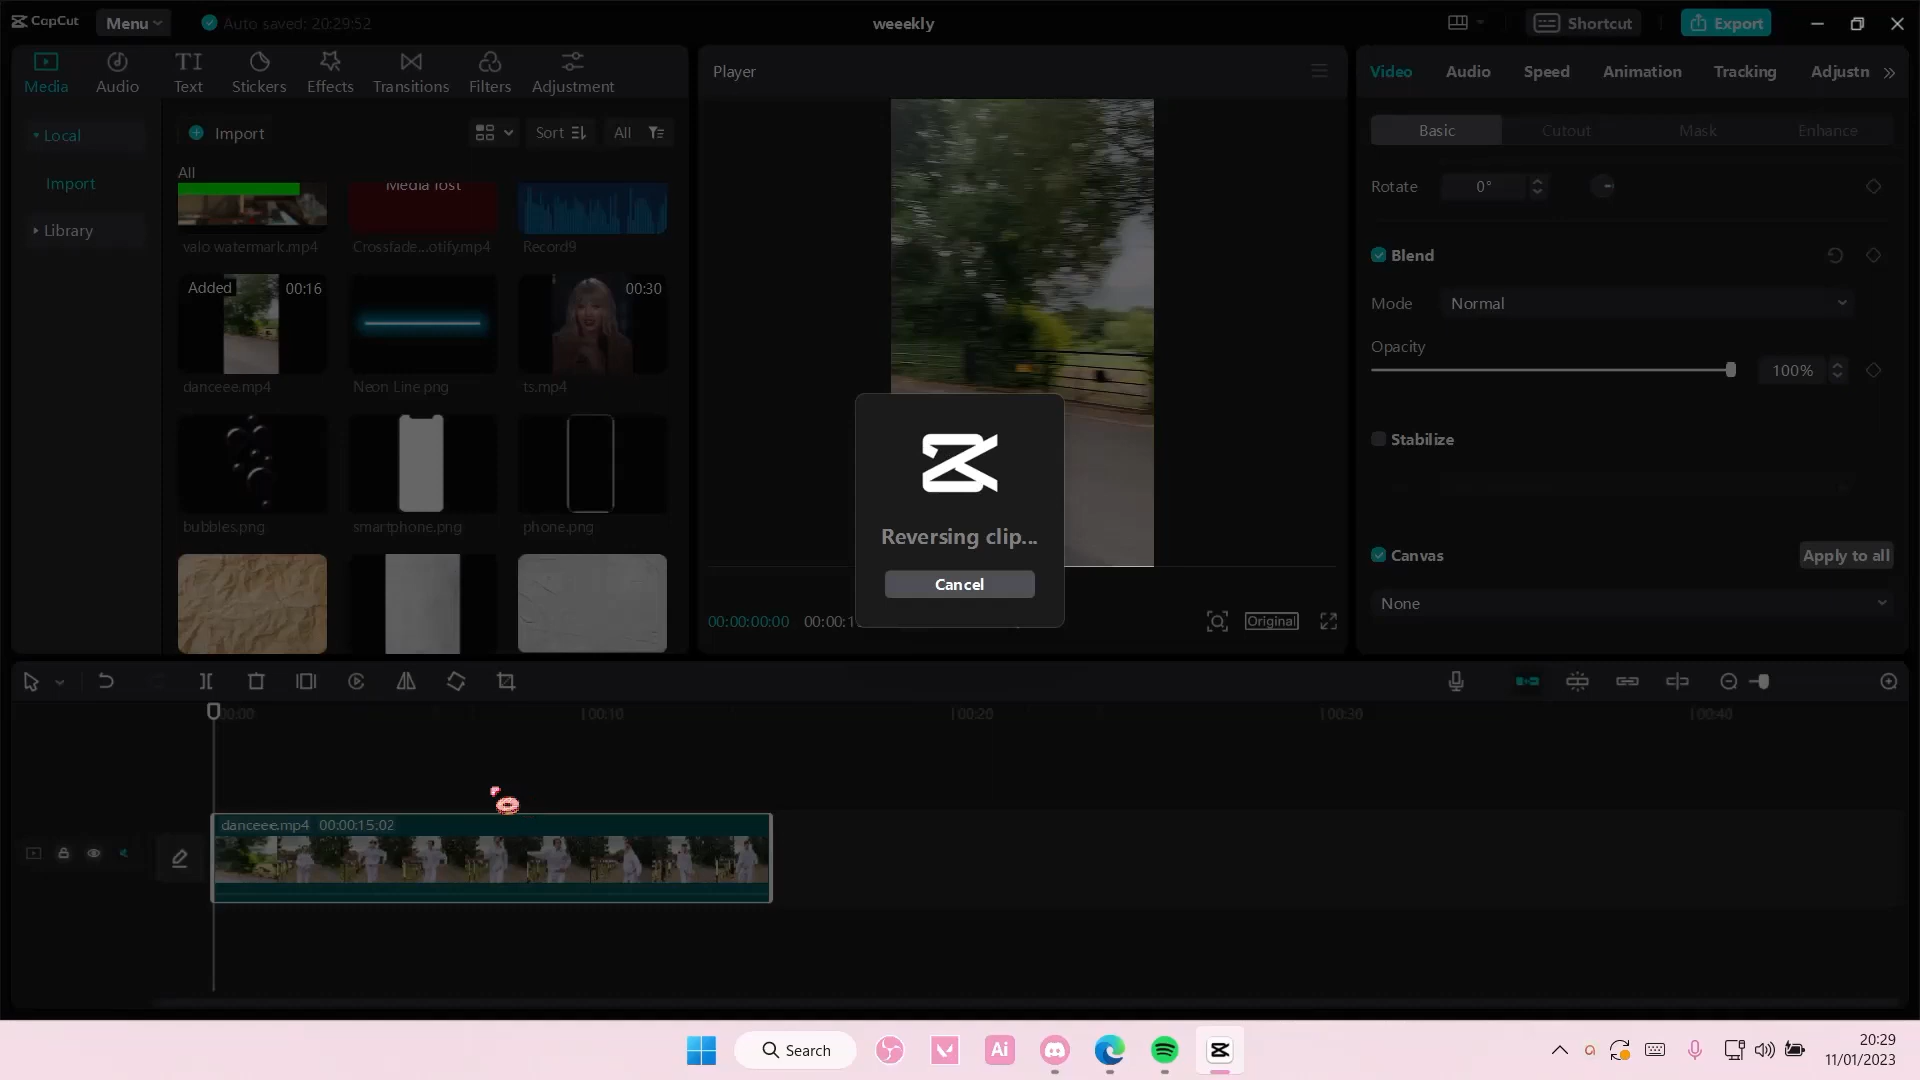 CapCut
Menu
Auto saved: 20:29:52
weeekly
Shortcut
Export
Media
Audio
TI
Text
Stickers
Effects
Transitions
Filters
Adjustment
Player
Video
Audio
Speed
Animation
Tracking
Adjustn
Local
Import
Library
Import
Sort
All
All
Media lost
valo watermark.mp4
Crossfade...otify.mp4
Record9
Added
00:16
00:30
danceee.mp4
Neon Line.png
ts.mp4
bubbles.png
smartphone.png
phone.png
Reversing clip...
Cancel
00:00:00:00
00:00:1
Original
Basic
Cutout
Mask
Enhance
Rotate
0°
Blend
Mode
Normal
Opacity
100%
Stabilize
Canvas
Apply to all
None
00:00
00:10
00:20
00:30
00:40
danceee.mp4 00:00:15:02
Search
Ai
20:29
11/01/2023